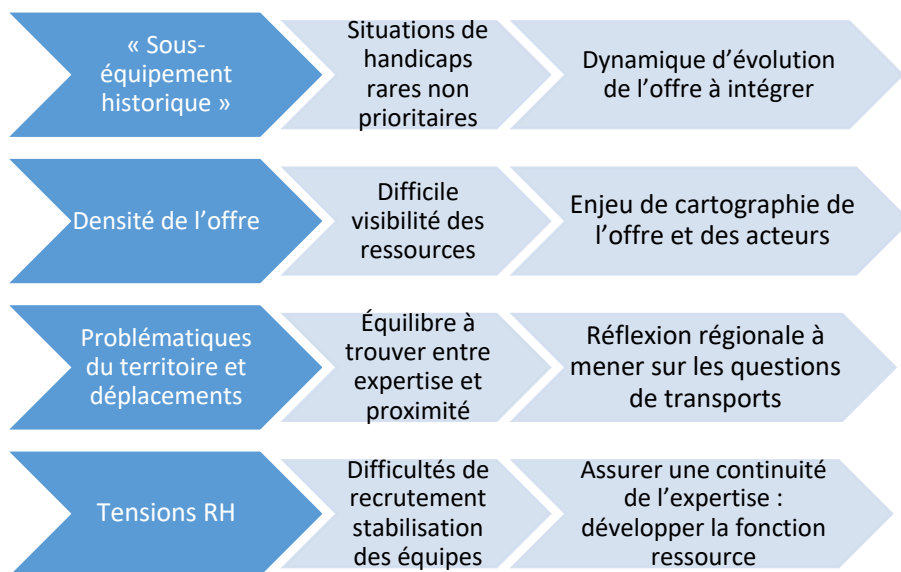 « Sous-
équipement
historique »
Situations de
handicaps
rares non
prioritaires
Dynamique d’évolution
de l’offre à intégrer
Densité de l’offre
Difficile
visibilité des
ressources
Enjeu de cartographie de
l’offre et des acteurs
Problématiques
du territoire et
déplacements
Équilibre à
trouver entre
expertise et
proximité
Réflexion régionale à
mener sur les questions
de transports
Tensions RH
Difficultés de
recrutement
stabilisation
des équipes
Assurer une continuité
de l’expertise :
développer la fonction
ressource